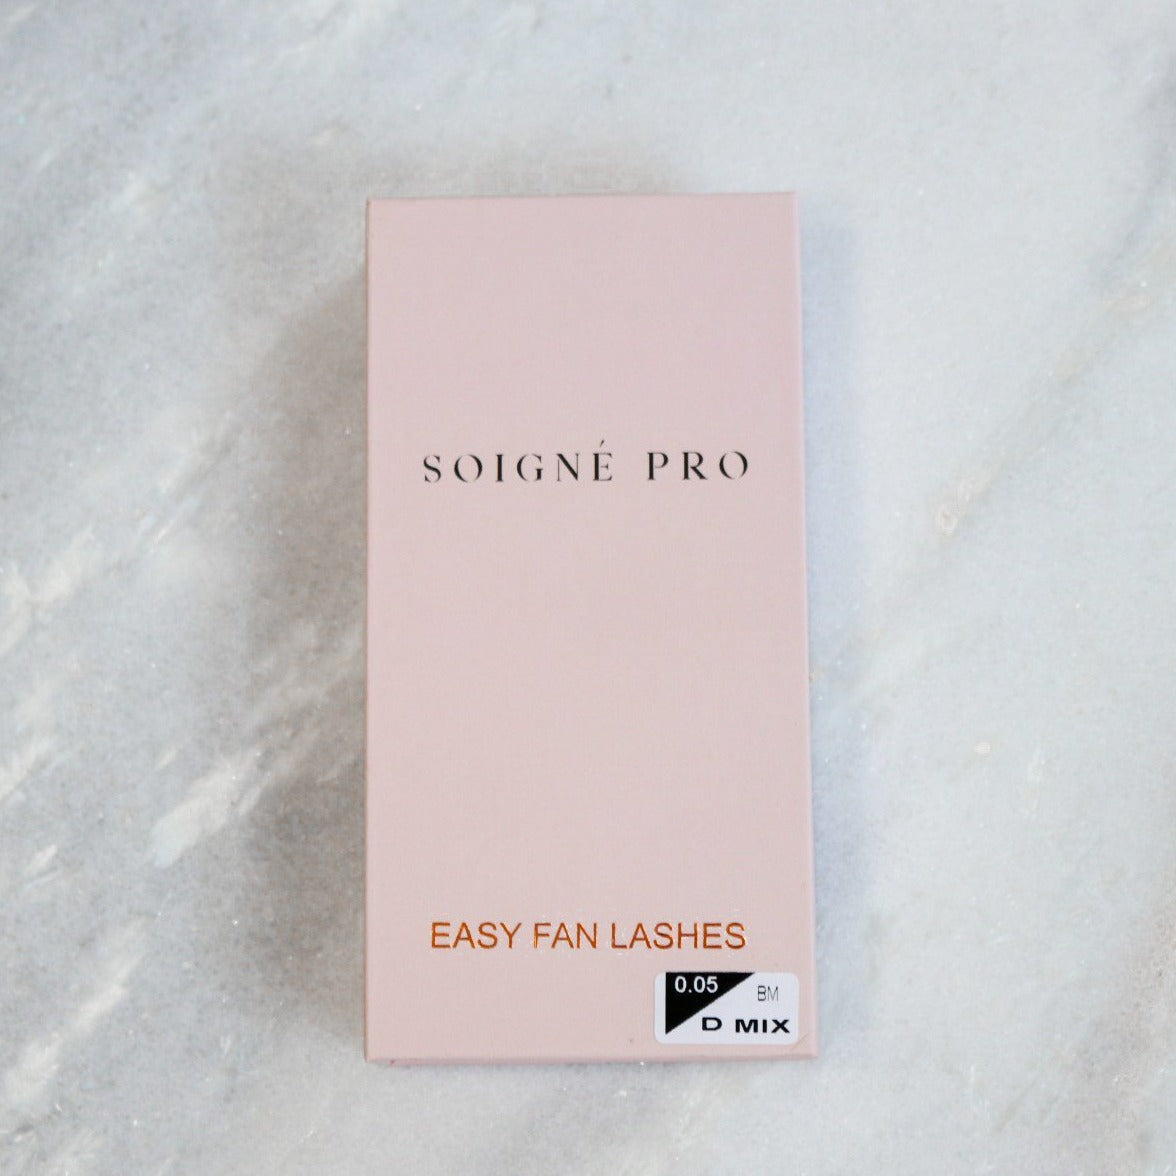 SOIGNÉ PRO
EASY FAN LASHES
0.05 BM
D MIX